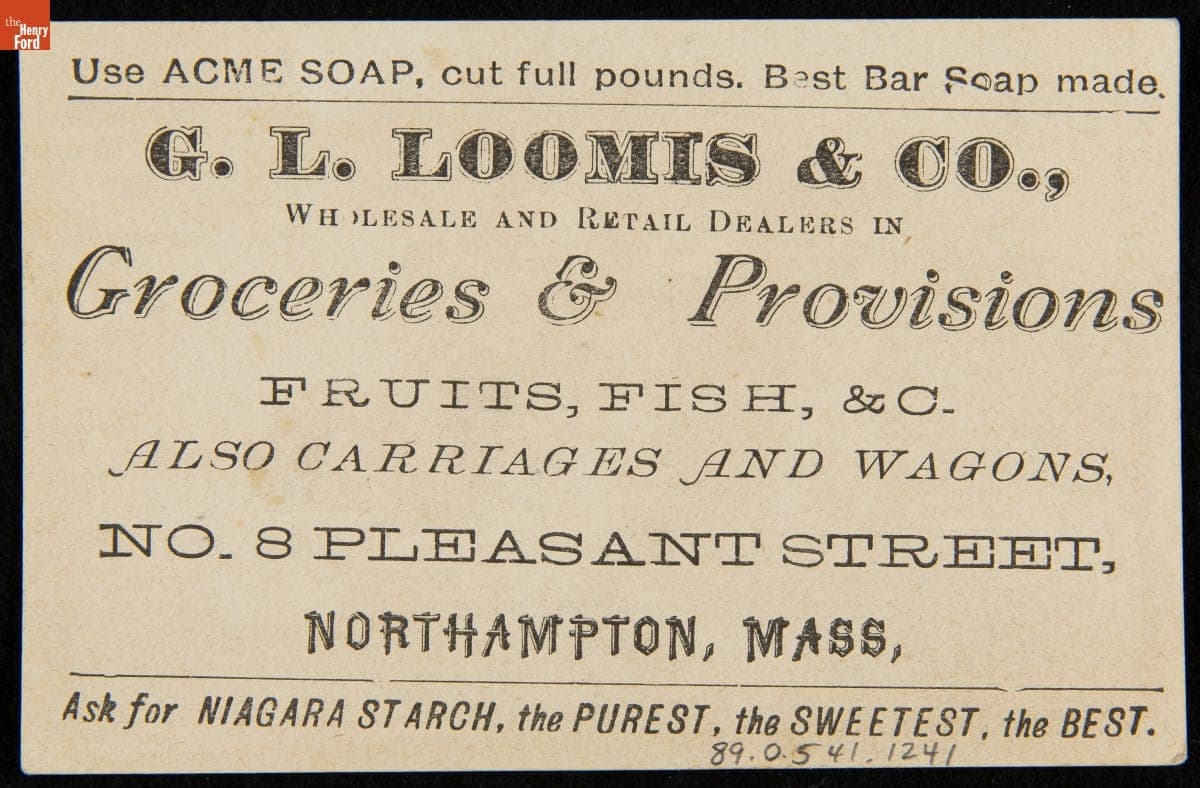 the
Henry
Ford
Use ACME SOAP, cut full pounds. Best Bar Soap made.
G. L. LOOMIS & CO.,
WHOLESALE AND RETAIL DEALERS IN
Groceries & Provisions
FRUITS, FISH, &C.
ALSO CARRIAGES AND WAGONS,
NO. 8 PLEASANT STREET,
NORTHAMPTON, MASS,
Ask for NIAGARA STARCH, the PUREST, the SWEETEST, the BEST.
89.0.541.1241